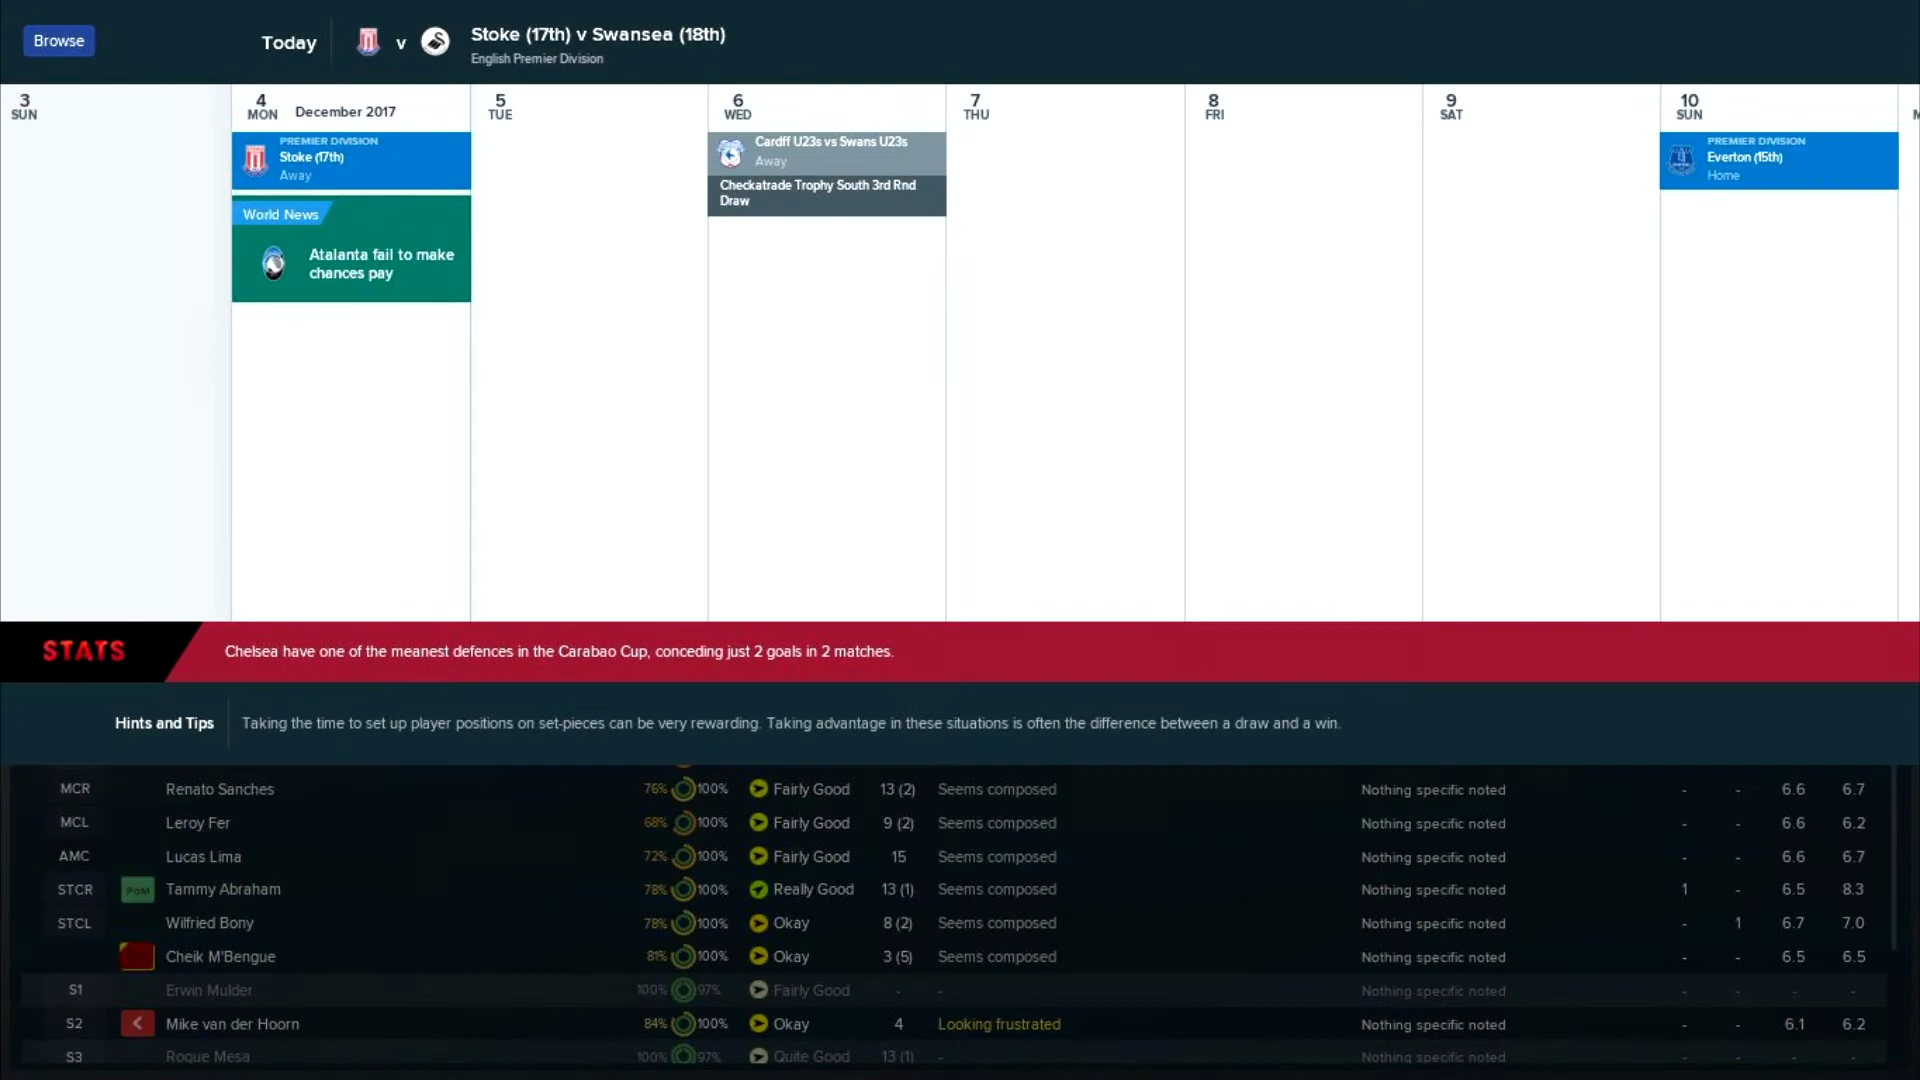 Browse
Today
v
Stoke (17th) v Swansea (18th)
English Premier Division
3
SUN
4
MON
December 2017
5
TUE
6
WED
7
THU
8
FRI
9
SAT
10
SUN
PREMIER DIVISION
Stoke (17th)
Away
World News
Atalanta fail to make
chances pay
Cardiff U23s vs Swans U23s
Away
Checkatrade Trophy South 3rd Rnd
Draw
PREMIER DIVISION
Everton (15th)
Home
STATS
Chelsea have one of the meanest defences in the Carabao Cup, conceding just 2 goals in 2 matches.
Hints and Tips
Taking the time to set up player positions on set-pieces can be very rewarding. Taking advantage in these situations is often the difference between a draw and a win.
MCR Renato Sanches 76% 100% Fairly Good 13 (2) Seems composed Nothing specific noted - - 6.6 6.7
MCL Leroy Fer 68% 100% Fairly Good 9 (2) Seems composed Nothing specific noted - - 6.6 6.2
AMC Lucas Lima 72% 100% Fairly Good 15 Seems composed Nothing specific noted - - 6.6 6.7
STCR PoM Tammy Abraham 78% 100% Really Good 13 (1) Seems composed Nothing specific noted 1 - 6.5 8.3
STCL Wilfried Bony 78% 100% Okay 8 (2) Seems composed Nothing specific noted - 1 6.7 7.0
Cheik M'Bengue 81% 100% Okay 3 (5) Seems composed Nothing specific noted - - 6.5 6.5
S1 Erwin Mulder 100% 97% Fairly Good - - Nothing specific noted - - - -
S2 Mike van der Hoorn 84% 100% Okay 4 Looking frustrated Nothing specific noted - - 6.1 6.2
S3 Roque Mesa 100% 97% Quite Good 13 (1) - Nothing specific noted - - - -